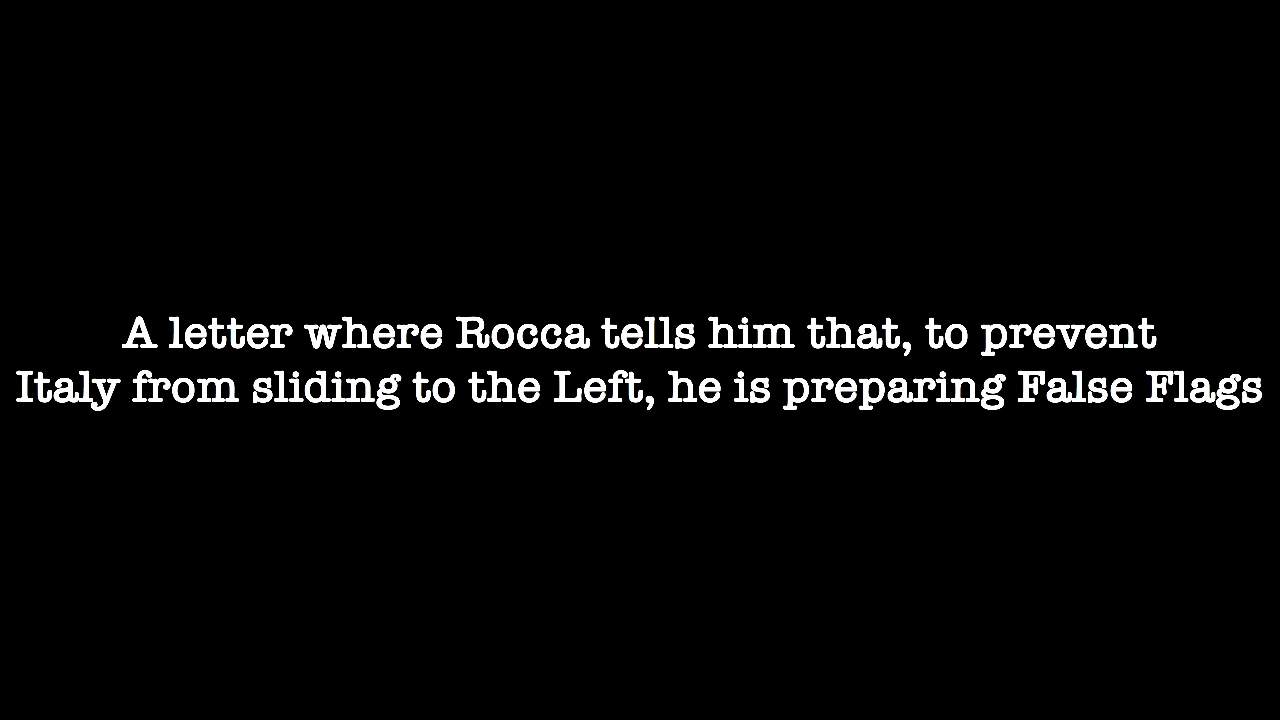 A letter where Rocca tells him that, to prevent
Italy from sliding to the Left, he is preparing False Flags